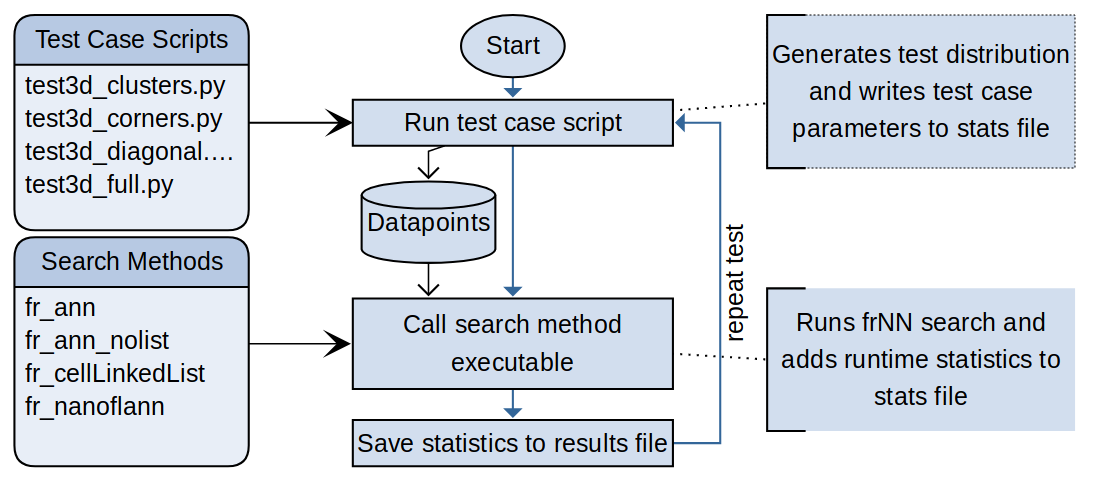 Test Case Scripts
test3d_clusters.py
test3d_corners.py
test3d_diagonal....
test3d_full.py
Search Methods
fr_ann
fr_ann_nolist
fr_cellLinkedList
fr_nanoflann
Start
Run test case script
Datapoints
Call search method
executable
Save statistics to results file
repeat test
Generates test distribution
and writes test case
parameters to stats file
Runs frNN search and
adds runtime statistics to
stats file